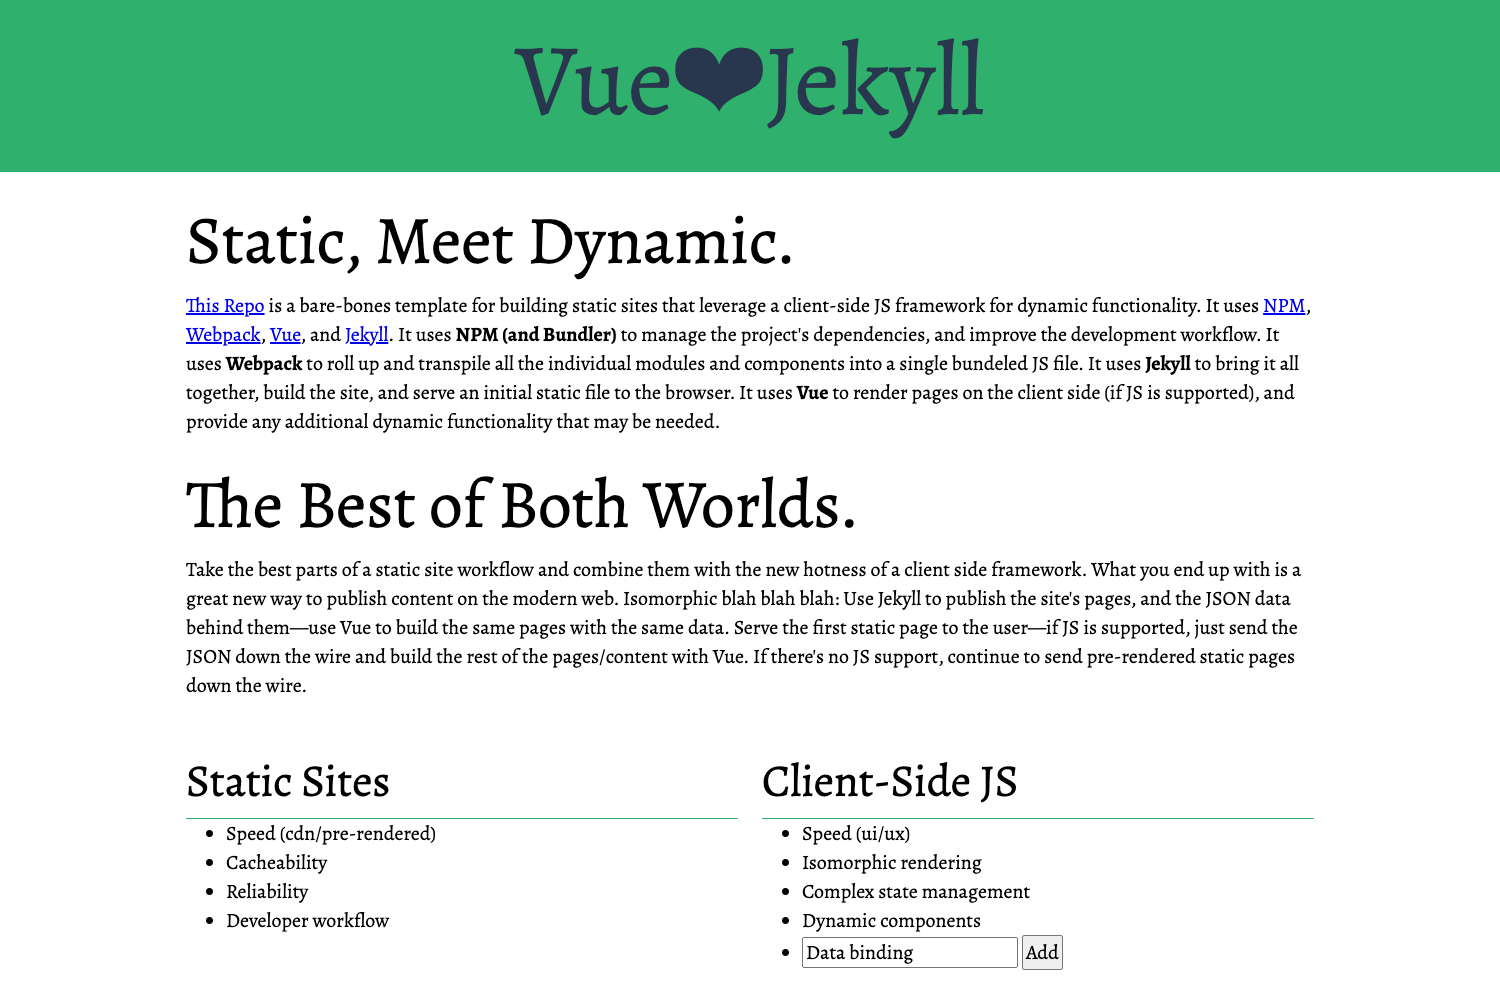 Vue❤Jekyll
Static, Meet Dynamic.
This Repo is a bare-bones template for building static sites that leverage a client-side JS framework for dynamic functionality. It uses NPM,
Webpack, Vue, and Jekyll. It uses NPM (and Bundler) to manage the project's dependencies, and improve the development workflow. It
uses Webpack to roll up and transpile all the individual modules and components into a single bundeled JS file. It uses Jekyll to bring it all
together, build the site, and serve an initial static file to the browser. It uses Vue to render pages on the client side (if JS is supported), and
provide any additional dynamic functionality that may be needed.
The Best of Both Worlds.
Take the best parts of a static site workflow and combine them with the new hotness of a client side framework. What you end up with is a
great new way to publish content on the modern web. Isomorphic blah blah blah: Use Jekyll to publish the site's pages, and the JSON data
behind them—use Vue to build the same pages with the same data. Serve the first static page to the user—if JS is supported, just send the
JSON down the wire and build the rest of the pages/content with Vue. If there's no JS support, continue to send pre-rendered static pages
down the wire.
Static Sites
Speed (cdn/pre-rendered)
Cacheability
Reliability
Developer workflow
Client-Side JS
Speed (ui/ux)
Isomorphic rendering
Complex state management
Dynamic components
Data binding Add